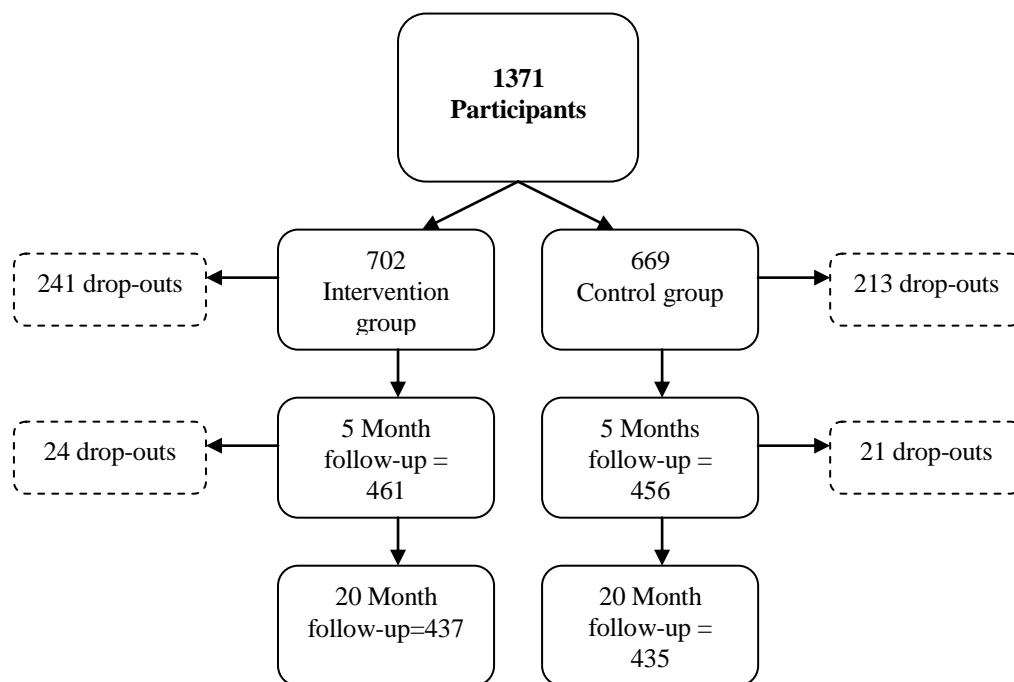 1371
Participants
241 drop-outs
702
Intervention
group
669
Control group
213 drop-outs
24 drop-outs
5 Month
follow-up =
461
5 Months
follow-up =
456
21 drop-outs
20 Month
follow-up=437
20 Month
follow-up =
435